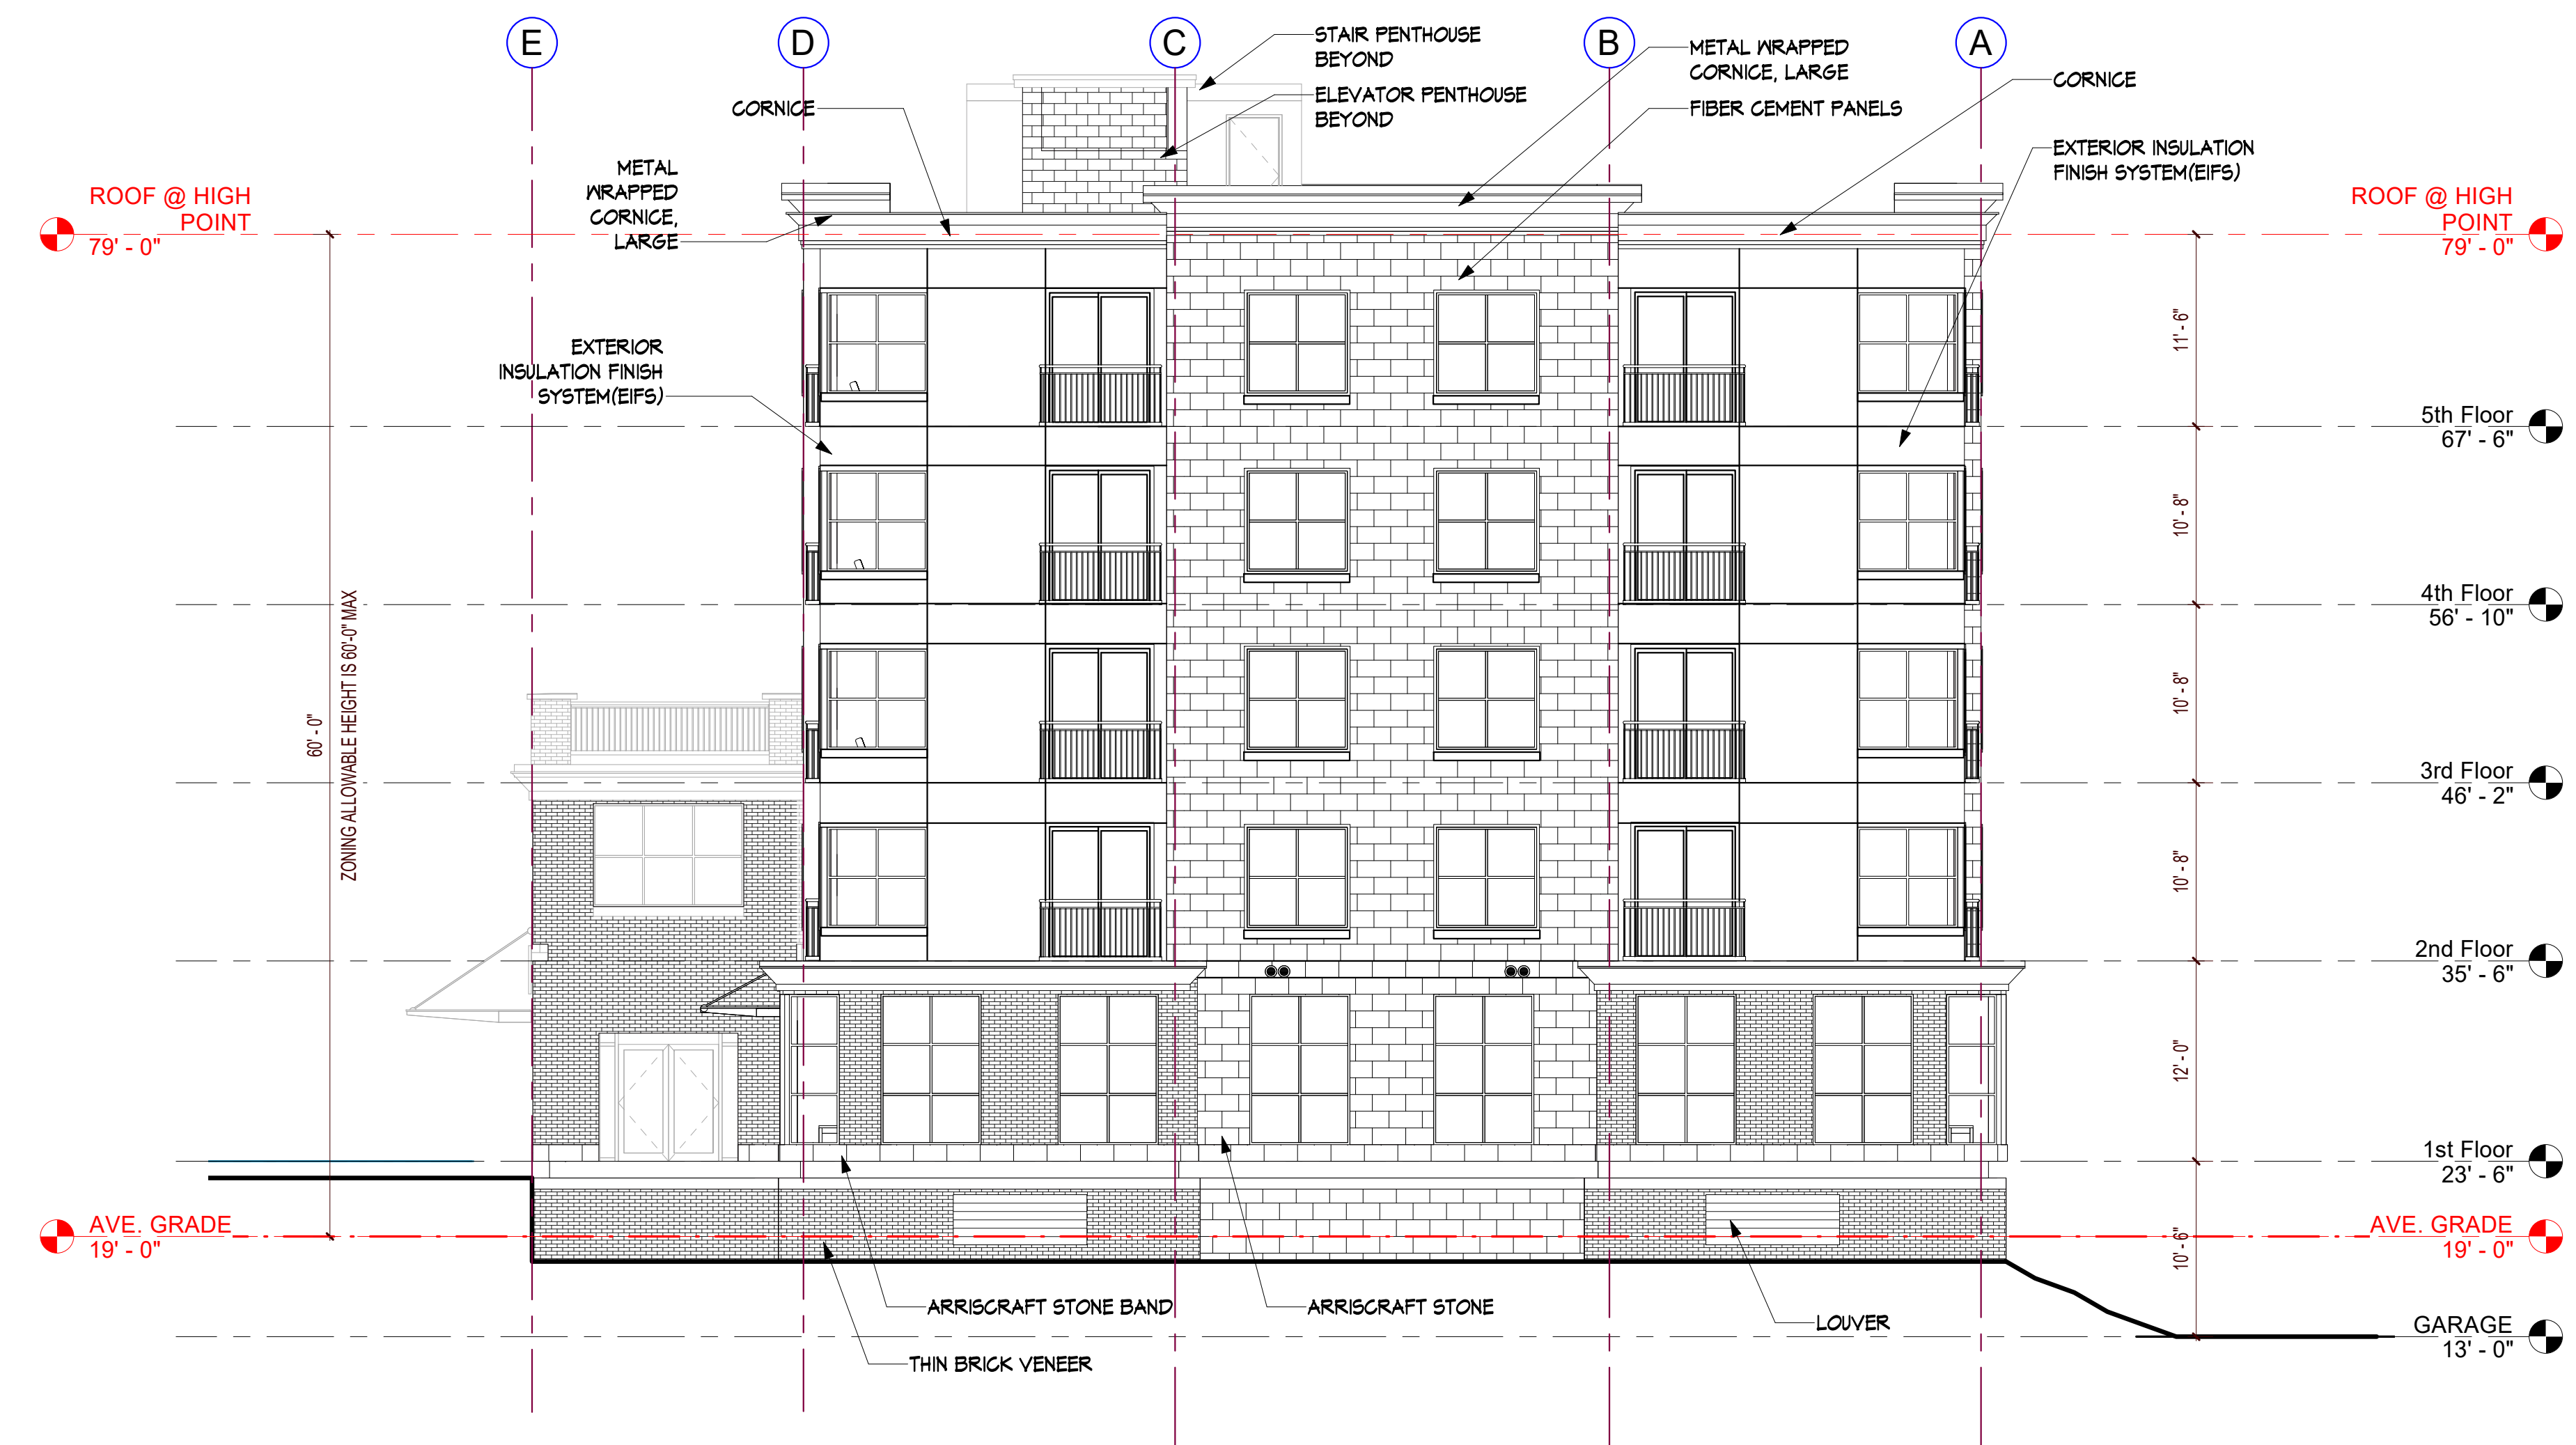 E
D
C
B
A
STAIR PENTHOUSE
BEYOND
ELEVATOR PENTHOUSE
BEYOND
METAL WRAPPED
CORNICE, LARGE
FIBER CEMENT PANELS
CORNICE
EXTERIOR INSULATION
FINISH SYSTEM(EIFS)
CORNICE
METAL
WRAPPED
CORNICE,
LARGE
ROOF @ HIGH
POINT
79' - 0"
ROOF @ HIGH
POINT
79' - 0"
EXTERIOR
INSULATION FINISH
SYSTEM(EIFS)
11' - 6"
5th Floor
67' - 6"
10' - 8"
4th Floor
56' - 10"
60' - 0"
ZONING ALLOWABLE HEIGHT IS 60'-0" MAX
10' - 8"
3rd Floor
46' - 2"
10' - 8"
2nd Floor
35' - 6"
12' - 0"
1st Floor
23' - 6"
AVE. GRADE
19' - 0"
AVE. GRADE
19' - 0"
10' - 6"
ARRISCRAFT STONE BAND
ARRISCRAFT STONE
LOUVER
GARAGE
13' - 0"
THIN BRICK VENEER